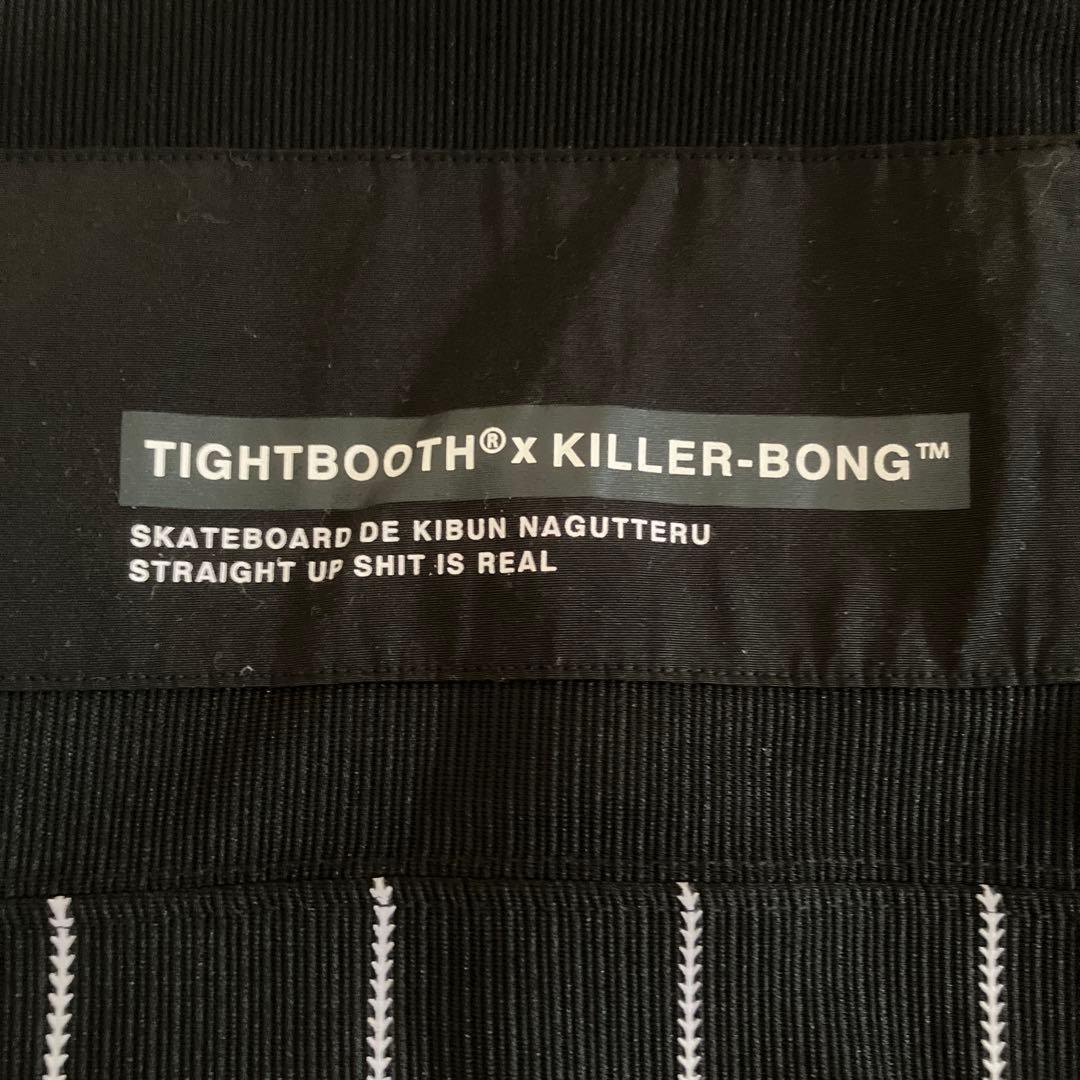 TIGHTBOOTH® x KILLER-BONG™
SKATEBOARD DE KIBUN NAGUTTERU
STRAIGHT UP SHIT IS REAL